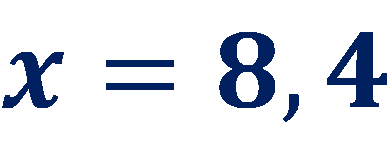 x = 8,4